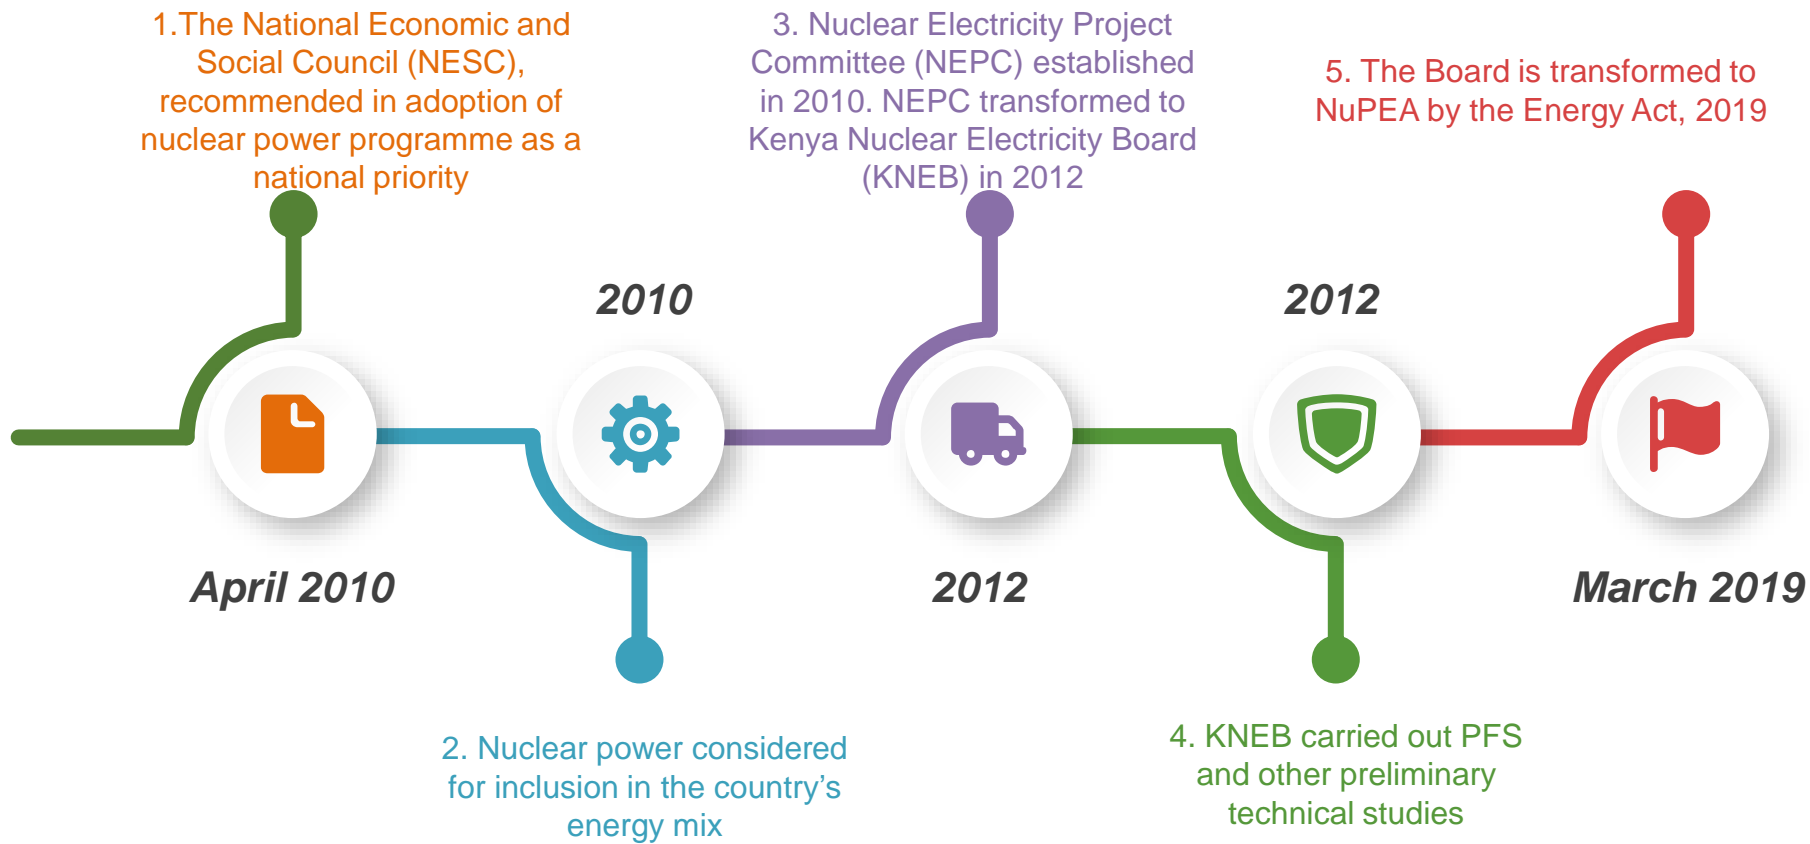 1.The National Economic and
Social Council (NESC),
recommended in adoption of
nuclear power programme as a
national priority
April 2010
2010
2. Nuclear power considered
for inclusion in the country’s
energy mix
3. Nuclear Electricity Project
Committee (NEPC) established
in 2010. NEPC transformed to
Kenya Nuclear Electricity Board
(KNEB) in 2012
2012
2012
4. KNEB carried out PFS
and other preliminary
technical studies
5. The Board is transformed to
NuPEA by the Energy Act, 2019
March 2019